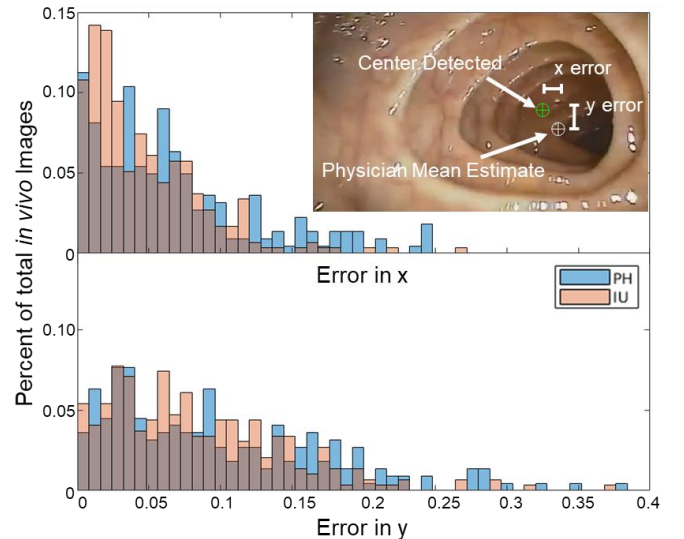 0.15
0.10
0.05
0
Percent of total in vivo Images
Center Detected
x error
y error
Physician Mean Estimate
Error in x
PH
IU
0.10
0.05
0
0
0.05
0.1
0.15
0.2
0.25
0.3
0.35
0.4
Error in y